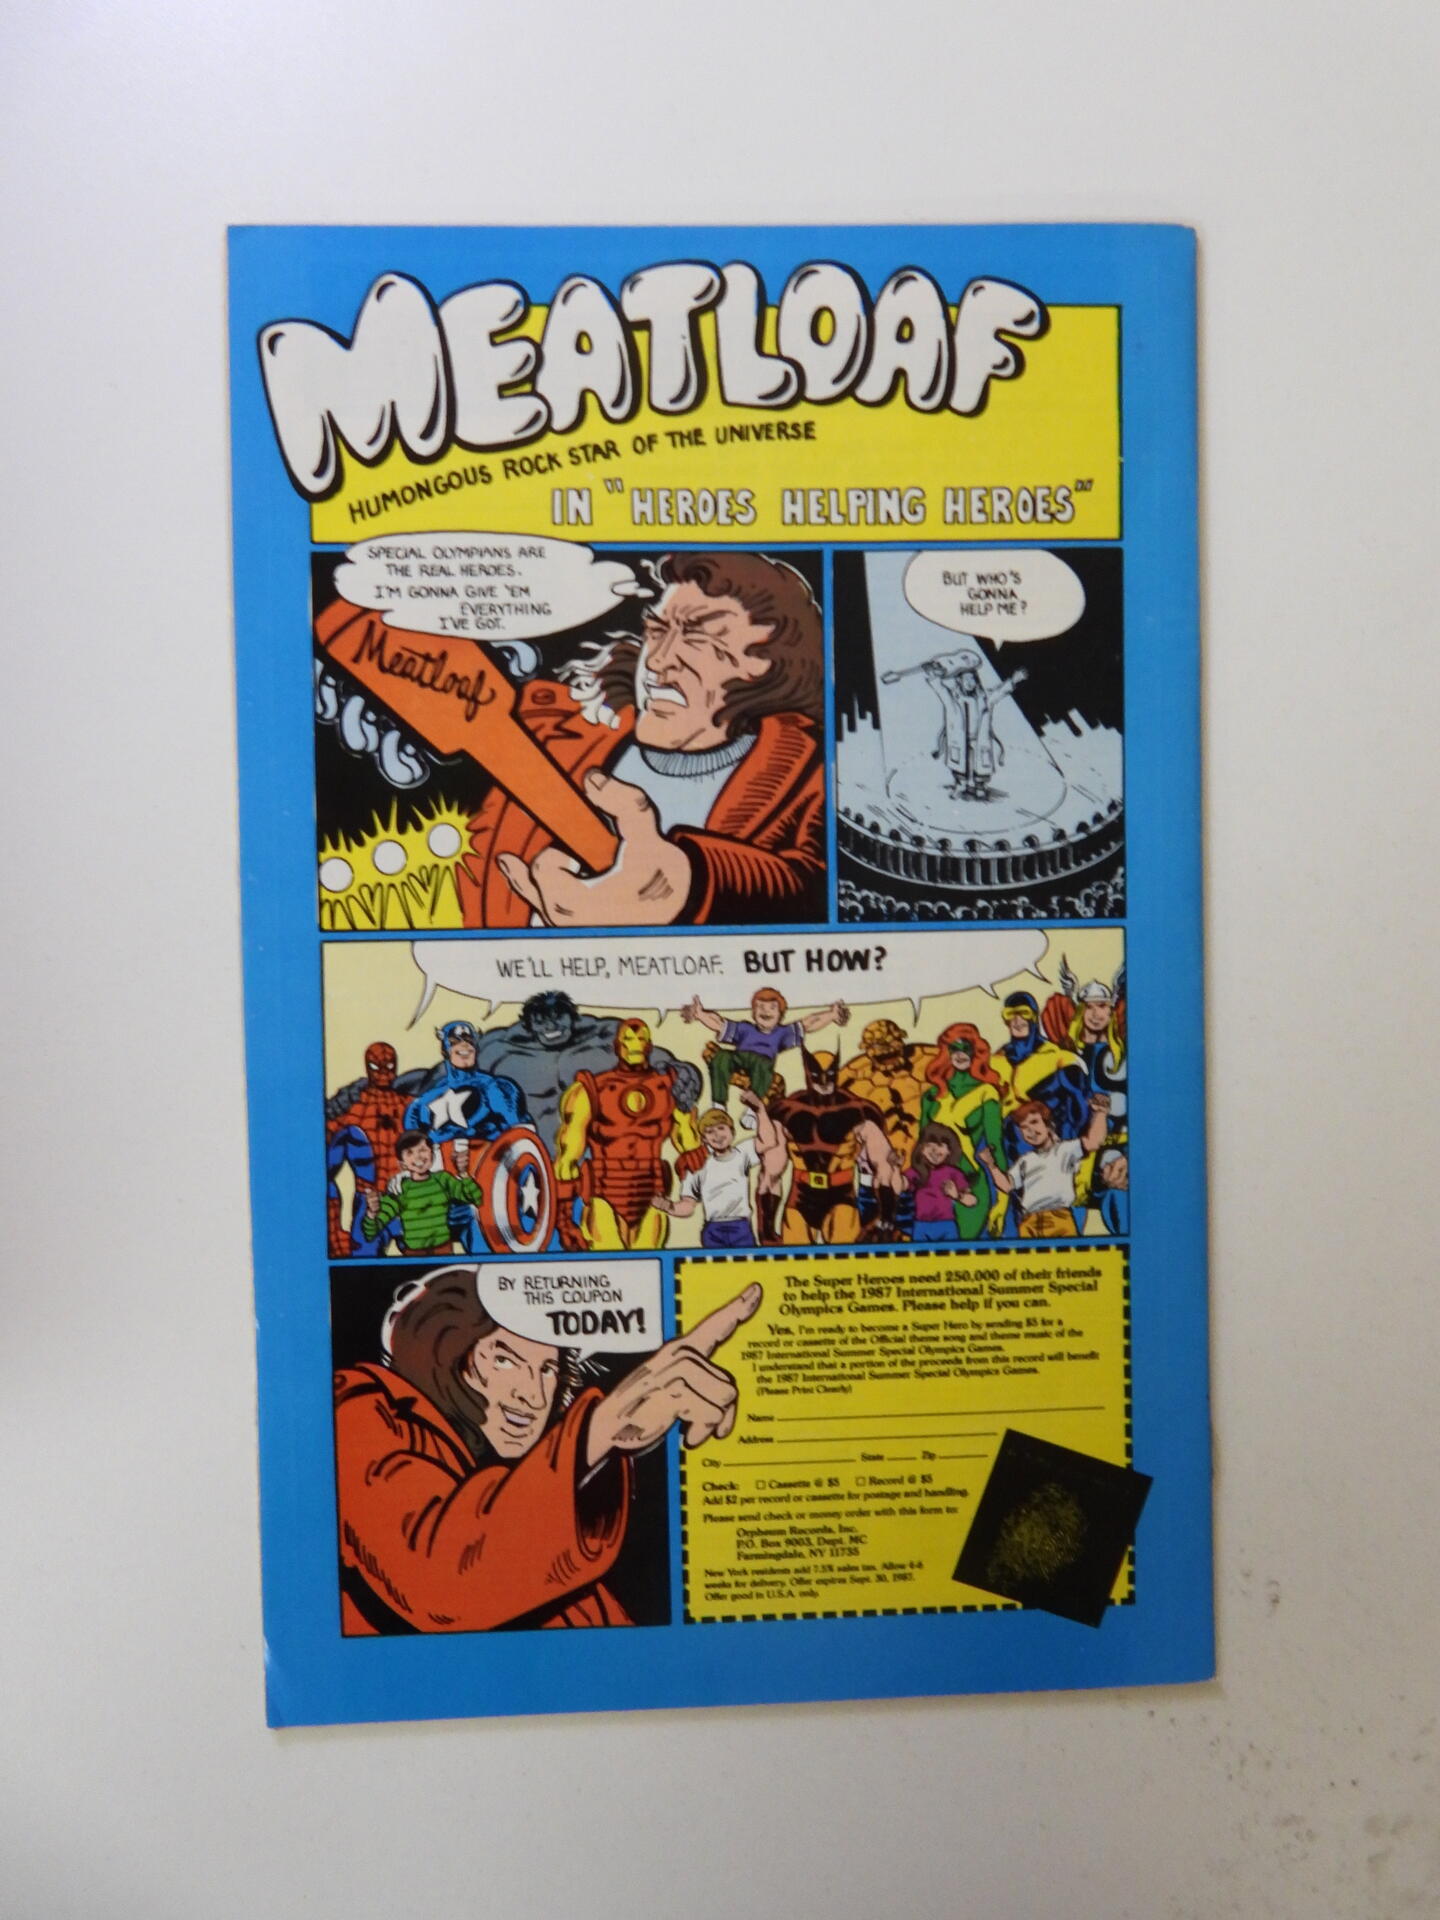 MEATLOAF
HUMONGOUS ROCK STAR OF THE UNIVERSE
IN "HEROES HELPING HEROES"
SPECIAL OLYMPIANS ARE
THE REAL HEROES.
I'M GONNA GIVE 'EM
EVERYTHING
I'VE GOT.
Meatloaf
BUT WHO'S
GONNA
HELP ME?
WE'LL HELP, MEATLOAF. BUT HOW?
BY RETURNING
THIS COUPON
TODAY!
The Super Heroes need 250,000 of their friends
to help the 1987 International Summer Special
Olympics Games. Please help if you can.
Yes, I'm ready to become a Super Hero by sending $5 for a
record or cassette of the Official theme song and theme music of the
1987 International Summer Special Olympics Games.
I understand that a portion of the proceeds from this record will benefit
the 1987 International Summer Special Olympics Games.
(Please Print Clearly)
Name
Address
City State Zip
Check: □ Cassette @ $5 □ Record @ $5
Add $2 per record or cassette for postage and handling.
Please send check or money order with this form to:
Orpheum Records, Inc.
P.O. Box 9003, Dept. MC
Farmingdale, NY 11735
New York residents add 7.5% sales tax. Allow 4-6
weeks for delivery. Offer expires Sept. 30, 1987.
Offer good in U.S.A. only.